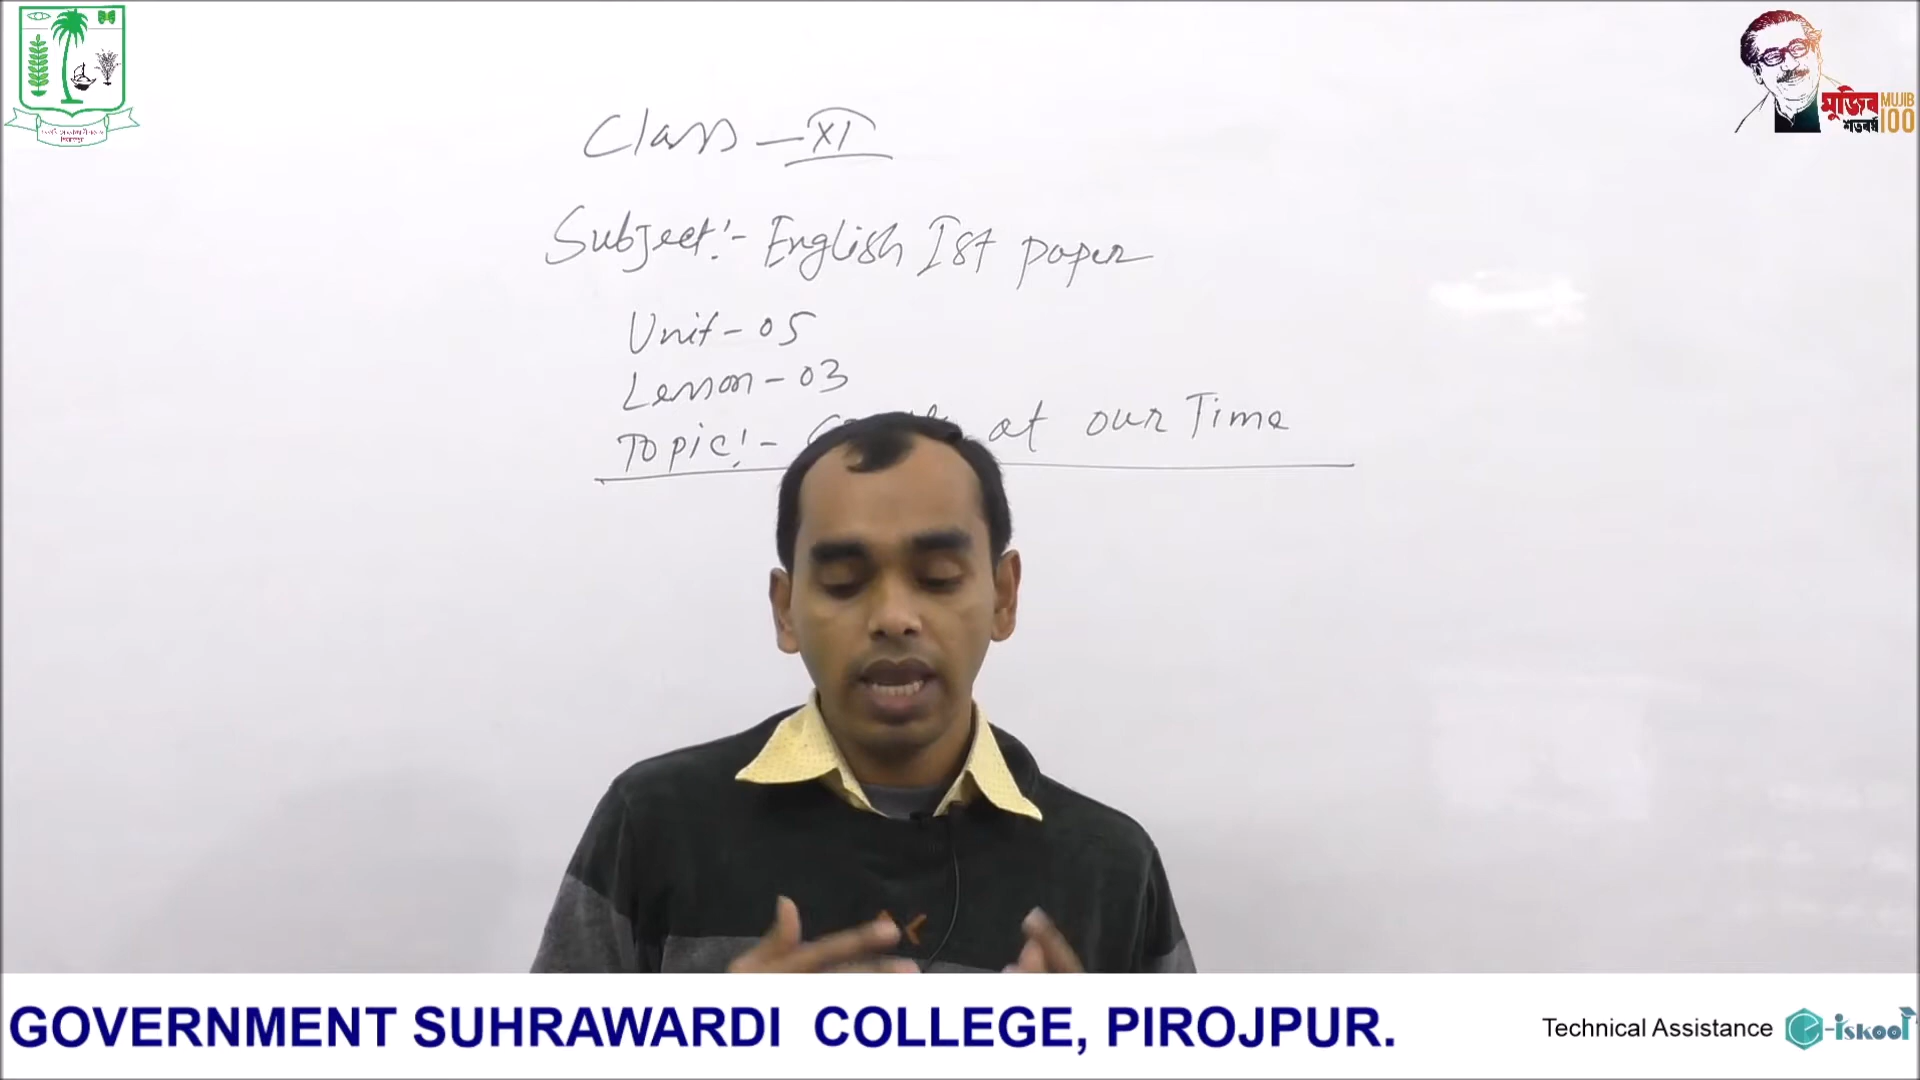 Class - XI
Subject:- English Ist paper
Unit - 05
Lesson - 03
Topic:- at our Time
মুজিব
শতবর্ষ
MUJIB
100
GOVERNMENT SUHRAWARDI COLLEGE, PIROJPUR.
Technical Assistance e-iskool